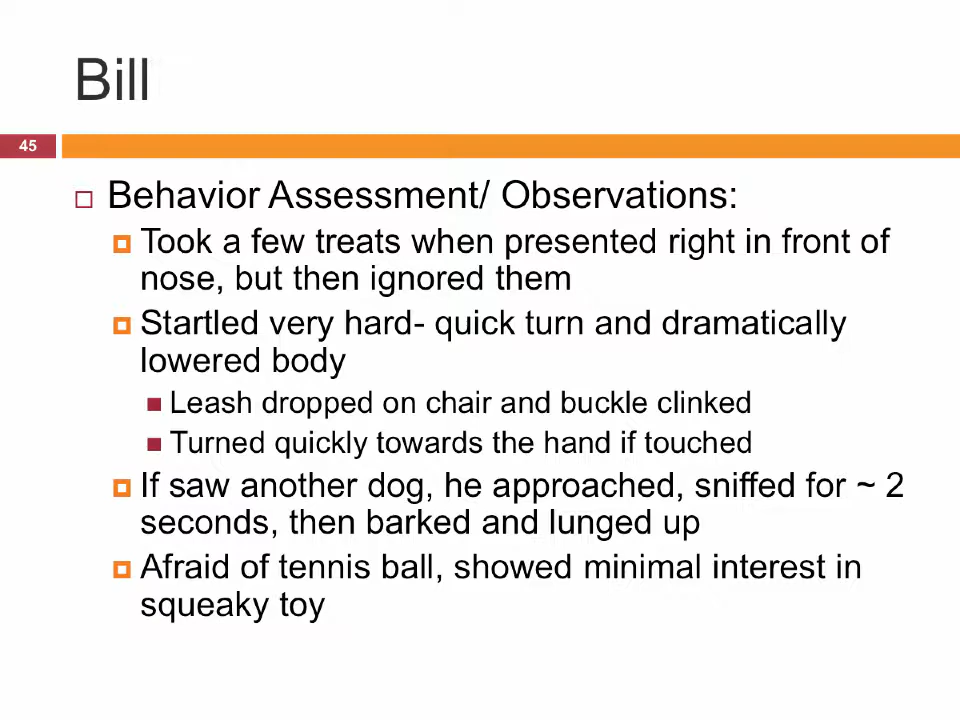 Bill
45
Behavior Assessment/ Observations:
Took a few treats when presented right in front of
nose, but then ignored them
Startled very hard- quick turn and dramatically
lowered body
Leash dropped on chair and buckle clinked
Turned quickly towards the hand if touched
If saw another dog, he approached, sniffed for ~ 2
seconds, then barked and lunged up
Afraid of tennis ball, showed minimal interest in
squeaky toy